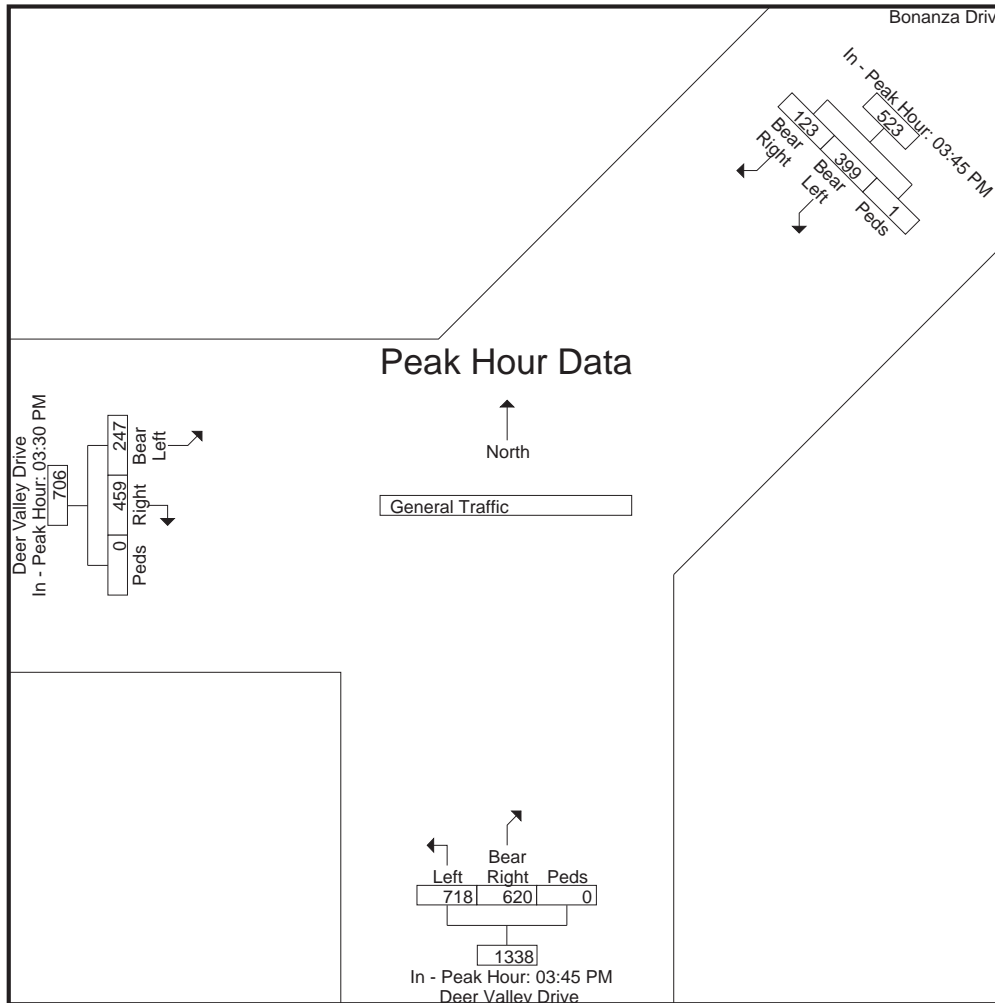 Bonanza Driv
In - Peak Hour: 03:45 PM
523
123 399 1
Bear Right
Bear Left
Peds
Peak Hour Data
North
General Traffic
Deer Valley Drive
In - Peak Hour: 03:30 PM
706
247 459 0
Bear Left
Right
Peds
Bear
Left Right Peds
718 620 0
1338
In - Peak Hour: 03:45 PM
Deer Valley Drive